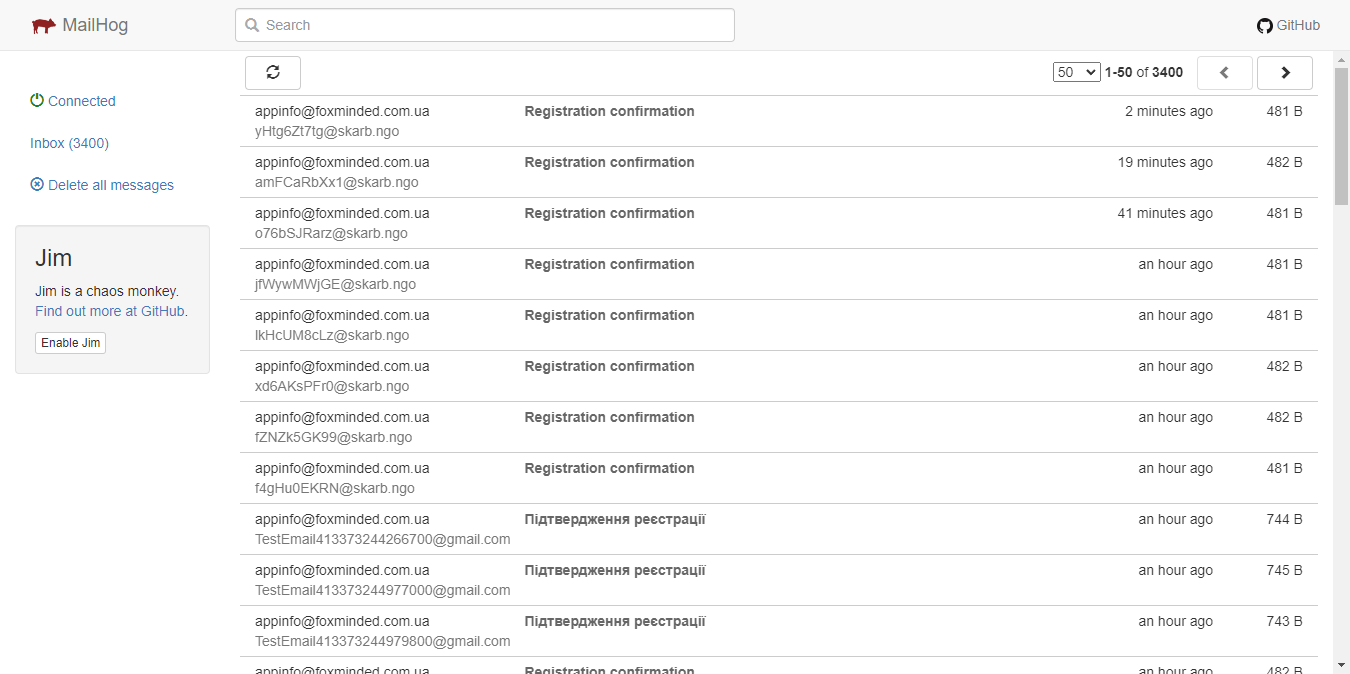 MailHog
Search
GitHub
Connected
Inbox (3400)
Delete all messages
Jim
Jim is a chaos monkey.
Find out more at GitHub.
Enable Jim
50 1-50 of 3400
appinfo@foxminded.com.ua Registration confirmation 2 minutes ago 481 B
yHtg6Zt7tg@skarb.ngo
appinfo@foxminded.com.ua Registration confirmation 19 minutes ago 482 B
amFCaRbXx1@skarb.ngo
appinfo@foxminded.com.ua Registration confirmation 41 minutes ago 481 B
o76bSJRarz@skarb.ngo
appinfo@foxminded.com.ua Registration confirmation an hour ago 481 B
jfWywMWjGE@skarb.ngo
appinfo@foxminded.com.ua Registration confirmation an hour ago 481 B
lkHcUM8cLz@skarb.ngo
appinfo@foxminded.com.ua Registration confirmation an hour ago 482 B
xd6AKsPFr0@skarb.ngo
appinfo@foxminded.com.ua Registration confirmation an hour ago 482 B
fZNZk5GK99@skarb.ngo
appinfo@foxminded.com.ua Registration confirmation an hour ago 481 B
f4gHu0EKRN@skarb.ngo
appinfo@foxminded.com.ua Підтвердження реєстрації an hour ago 744 B
TestEmail413373244266700@gmail.com
appinfo@foxminded.com.ua Підтвердження реєстрації an hour ago 745 B
TestEmail413373244977000@gmail.com
appinfo@foxminded.com.ua Підтвердження реєстрації an hour ago 743 B
TestEmail413373244979800@gmail.com
appinfo@foxminded.com.ua Registration confirmation an hour ago 482 B